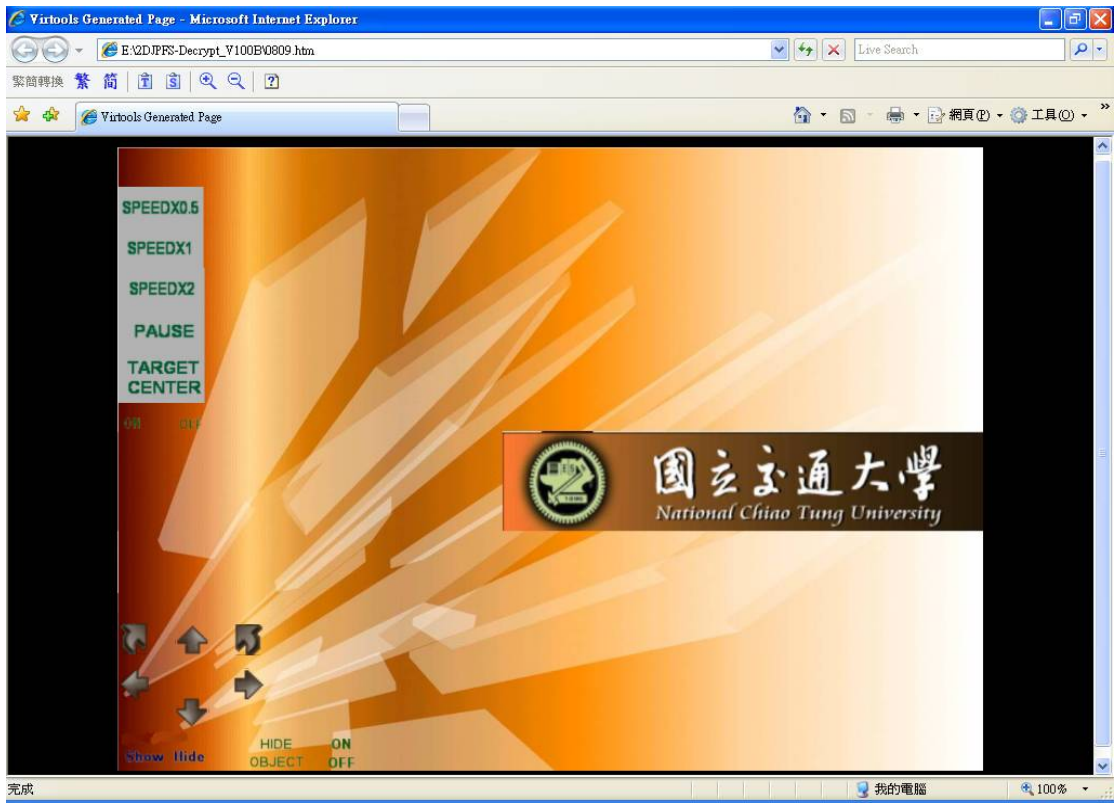 Virtools Generated Page - Microsoft Internet Explorer
E:\2DJPFS-Decrypt_V100B\0809.htm
Live Search
繁簡轉換 繁 简
Virtools Generated Page
網頁(P) 工具(O)
SPEEDX0.5
SPEEDX1
SPEEDX2
PAUSE
TARGET
CENTER
ON OFF
國立交通大學
National Chiao Tung University
Show Hide
HIDE ON
OBJECT OFF
完成
我的電腦
100%